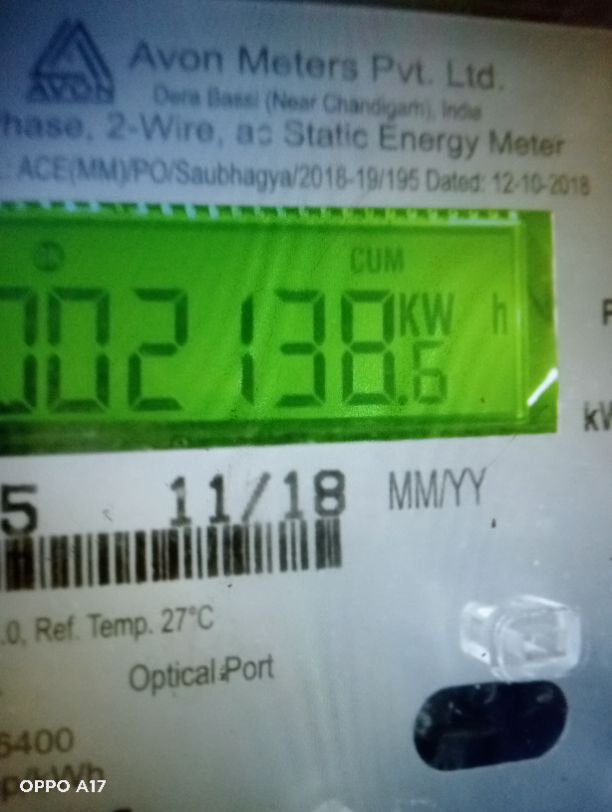 AVON
Avon Meters Pvt. Ltd.
Dera Bassi (Near Chandigarh), India
hase, 2-Wire, ac Static Energy Meter
ACE(MM)/PO/Saubhagya/2018-19/195 Dated: 12-10-2018
CUM
002138.6 KW h
5 11/18 MM/YY
.0, Ref. Temp. 27°C
Optical Port
6400
OPPO A17